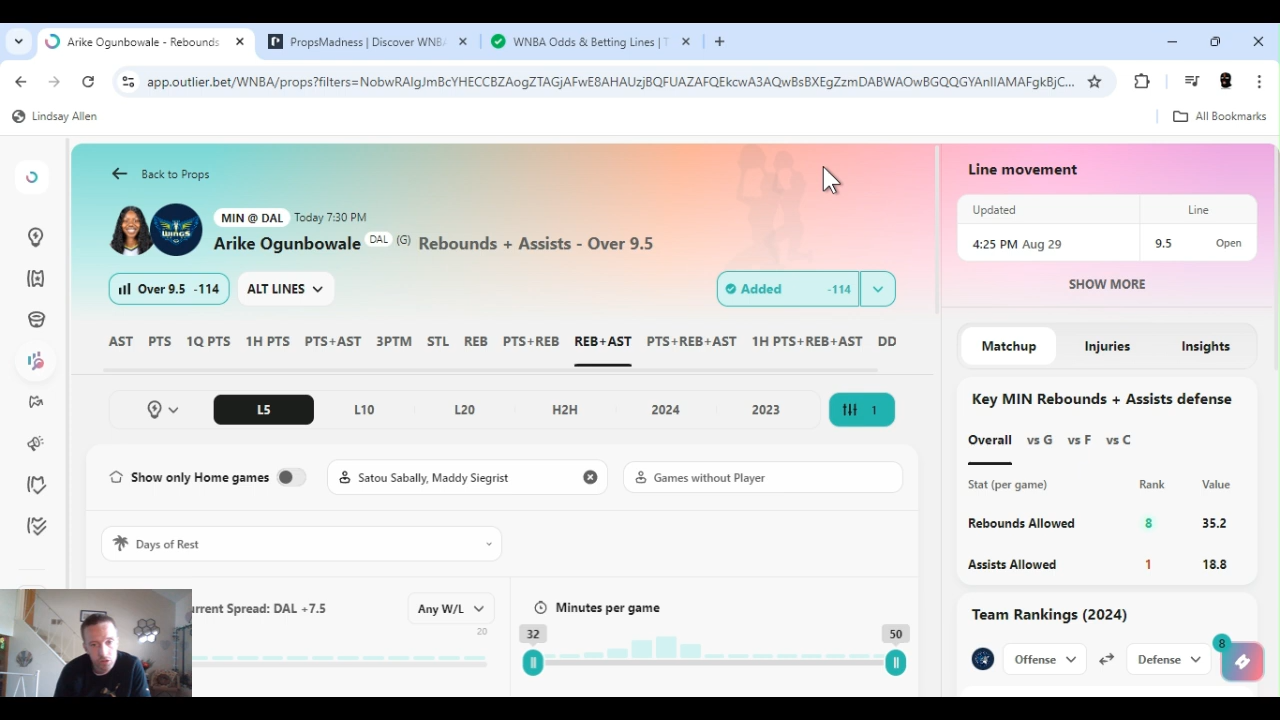 Arike Ogunbowale - Rebounds
PropsMadness | Discover WNBA
WNBA Odds & Betting Lines | T
app.outlier.bet/WNBA/props?filters=
Lindsay Allen
All Bookmarks
Back to Props
MIN @ DAL Today 7:30 PM
WINGS
Arike Ogunbowale DAL (G) Rebounds + Assists - Over 9.5
Over 9.5 -114 ALT LINES
Added -114
AST PTS 1Q PTS 1H PTS PTS+AST 3PTM STL REB PTS+REB REB+AST PTS+REB+AST 1H PTS+REB+AST DD
L5 L10 L20 H2H 2024 2023 1
Show only Home games
Satou Sabally, Maddy Siegrist
Games without Player
Days of Rest
urrent Spread: DAL +7.5
Any W/L
20
Minutes per game
32 50
Line movement
Updated Line
4:25 PM Aug 29 9.5 Open
SHOW MORE
Matchup Injuries Insights
Key MIN Rebounds + Assists defense
Overall vs G vs F vs C
Stat (per game) Rank Value
Rebounds Allowed 8 35.2
Assists Allowed 1 18.8
Team Rankings (2024)
8
Offense Defense